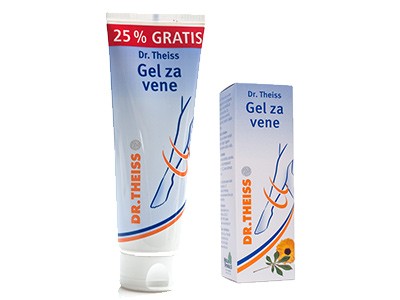 25% GRATIS
Dr. Theiss
Gel za
vene
DR.THEISS
Dr. Theiss
Gel za
vene
DR.THEISS